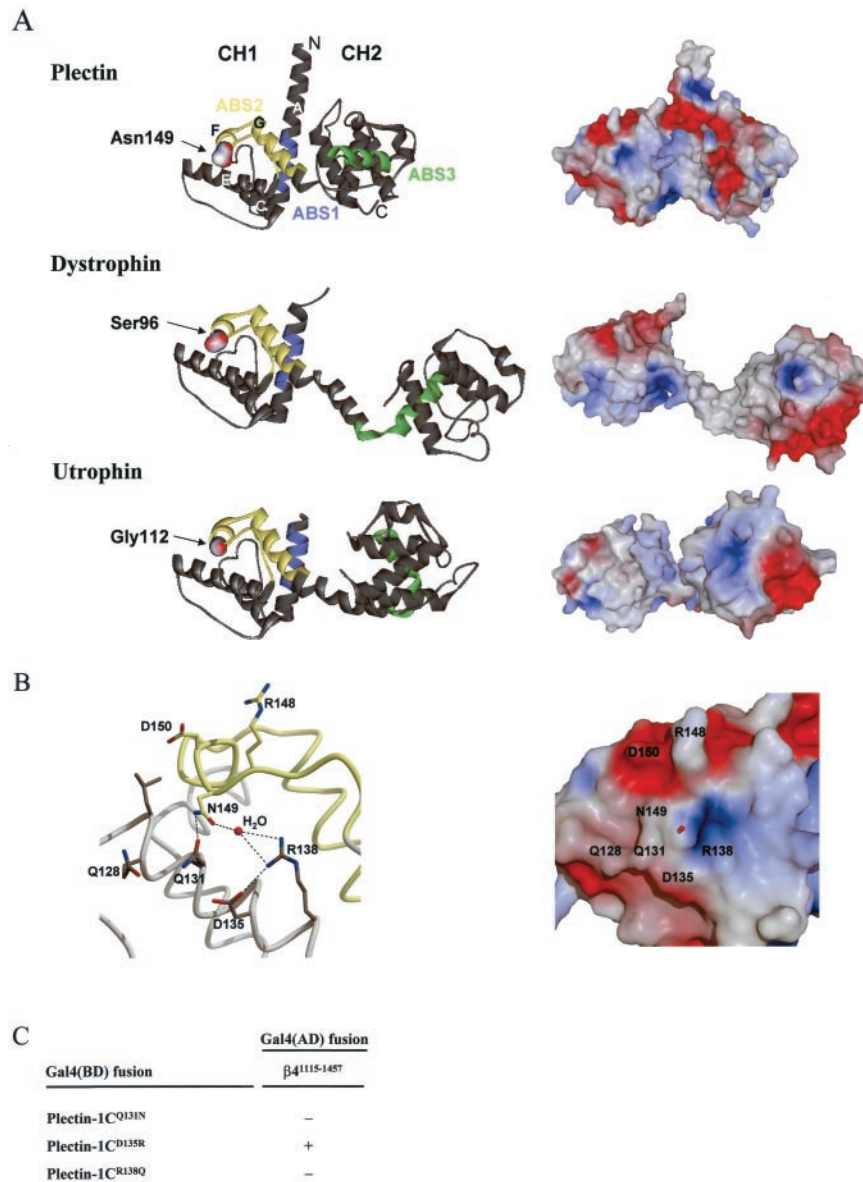 A
Plectin
CH1
N
CH2
ABS2
F
G
A
Asn149
E
C
ABS1
ABS3
C
Dystrophin
Ser96
Utrophin
Gly112
B
D150
R148
N149
H₂O
R138
Q128
Q131
D135
D150
R148
N149
Q128
Q131
R138
D135
C
Gal4(AD) fusion
Gal4(BD) fusion
β4¹¹¹⁵⁻¹⁴⁵⁷
Plectin-1C^Q131N –
Plectin-1C^D135R +
Plectin-1C^R138Q –